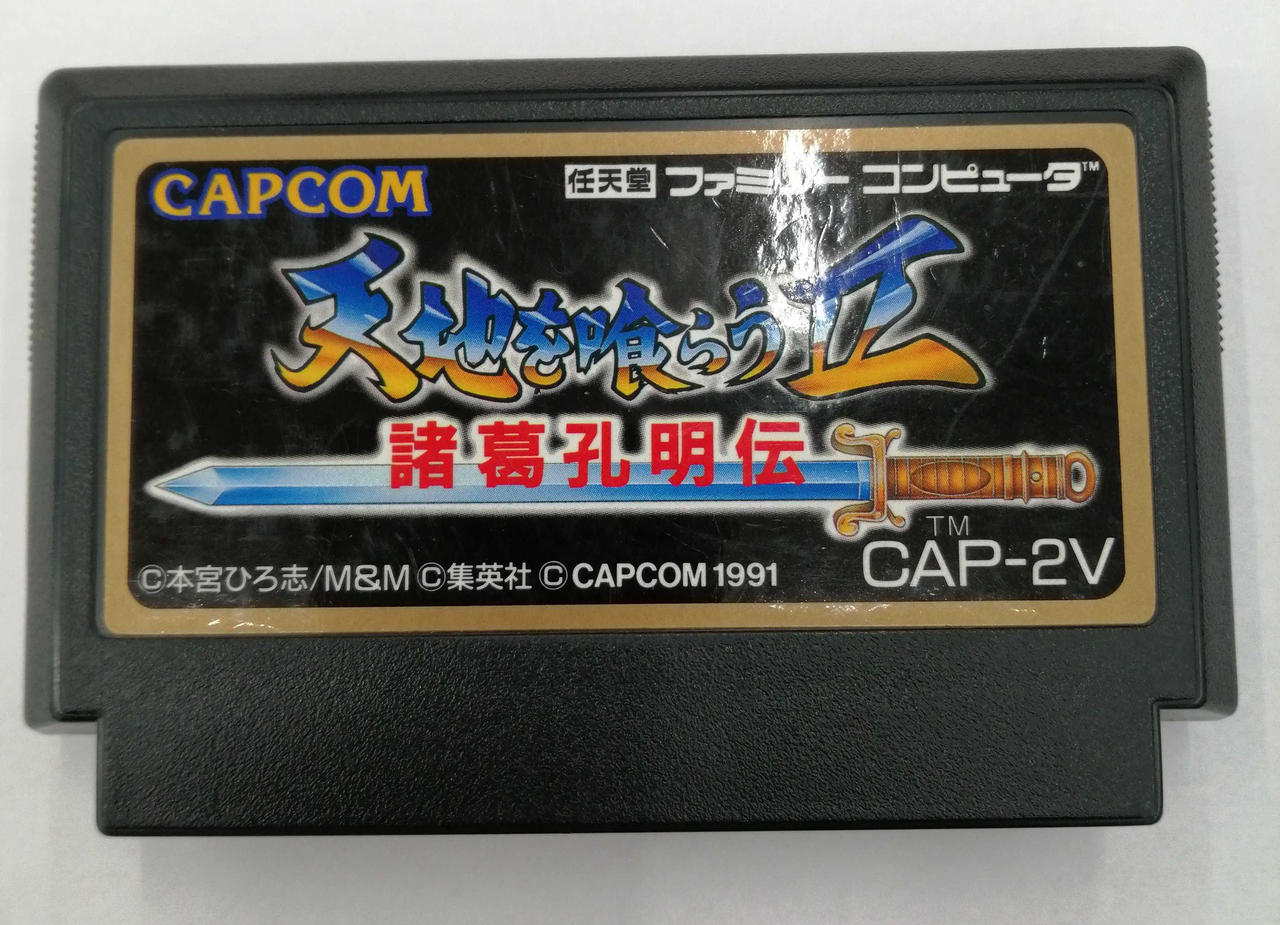 CAPCOM
任天堂 ファミリー コンピュータ™
天地を喰らうⅡ
諸葛孔明伝
™
CAP-2V
©本宮ひろ志/M&M ©集英社 ©CAPCOM 1991